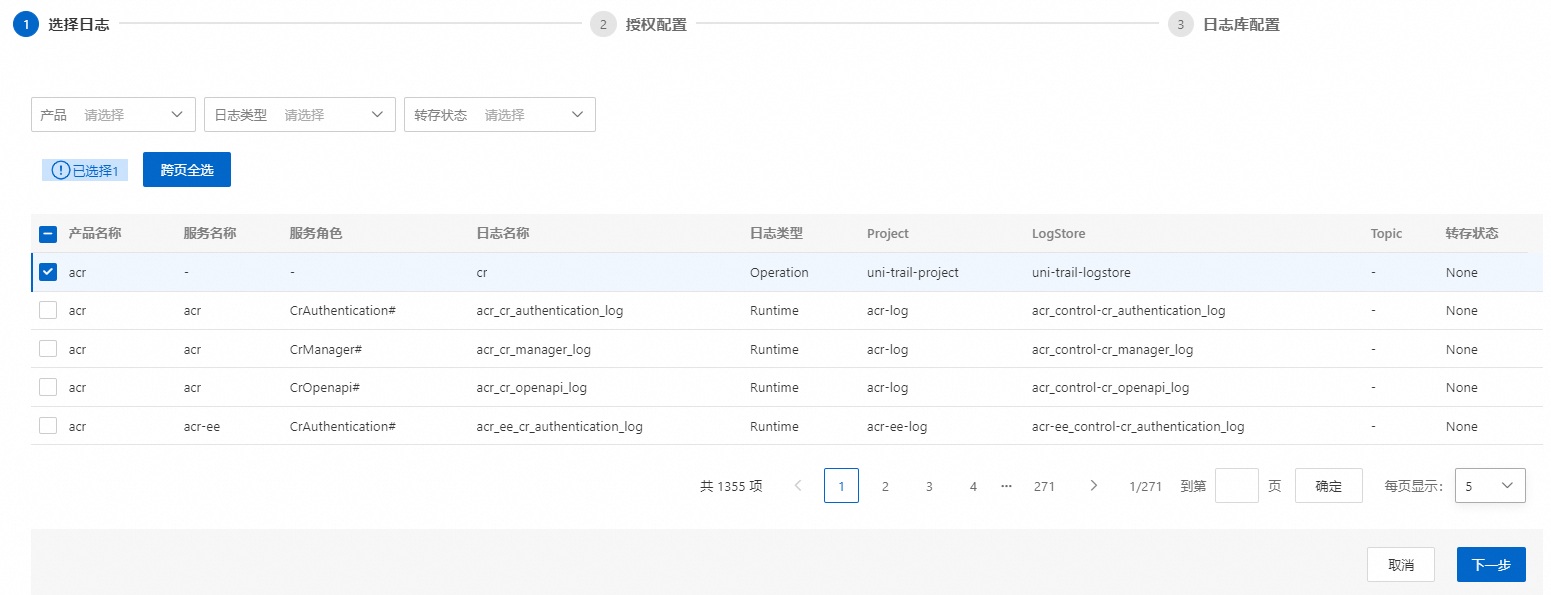 1 选择日志 2 授权配置 3 日志库配置
产品 请选择 日志类型 请选择 转存状态 请选择
已选择1 跨页全选
产品名称 服务名称 服务角色 日志名称 日志类型 Project LogStore Topic 转存状态
acr - - cr Operation uni-trail-project uni-trail-logstore - None
acr acr CrAuthentication# acr_cr_authentication_log Runtime acr-log acr_control-cr_authentication_log - None
acr acr CrManager# acr_cr_manager_log Runtime acr-log acr_control-cr_manager_log - None
acr acr CrOpenapi# acr_cr_openapi_log Runtime acr-log acr_control-cr_openapi_log - None
acr acr-ee CrAuthentication# acr_ee_cr_authentication_log Runtime acr-ee-log acr-ee_control-cr_authentication_log - None
共 1355 项 1 2 3 4 ··· 271 1/271 到第 页 确定 每页显示： 5
取消 下一步